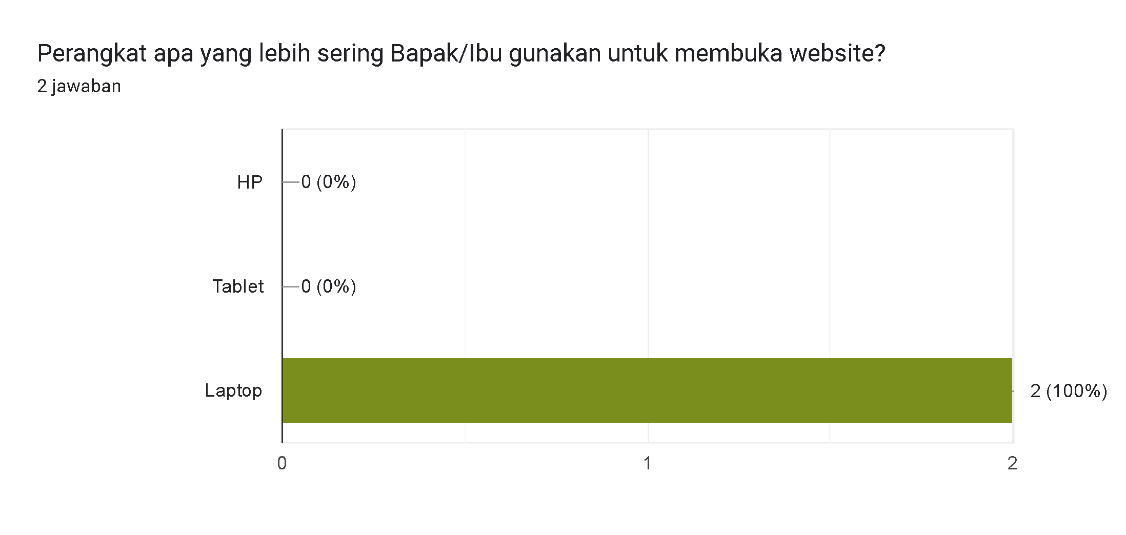 Perangkat apa yang lebih sering Bapak/Ibu gunakan untuk membuka website?
2 jawaban
HP 0 (0%)
Tablet 0 (0%)
Laptop 2 (100%)
0 1 2